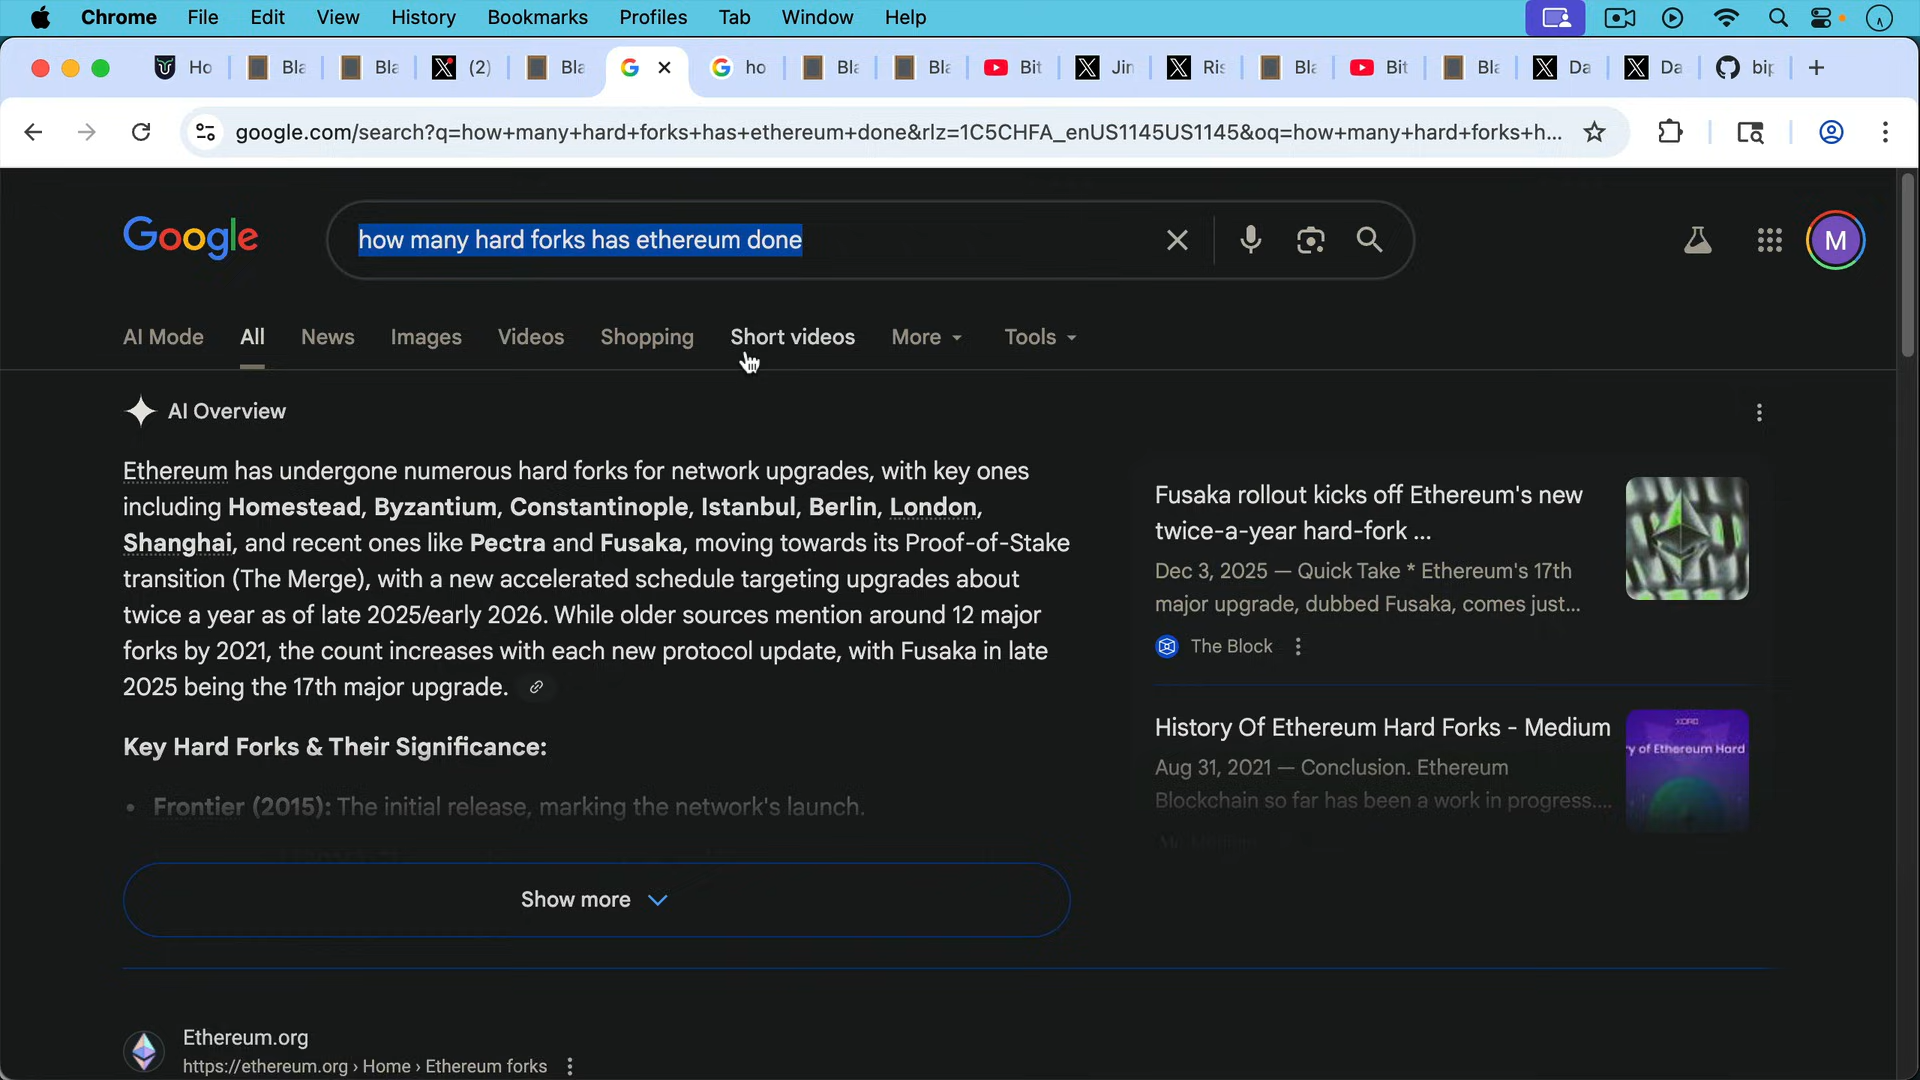 Chrome File Edit View History Bookmarks Profiles Tab Window Help
Ho Bla Bla (2) Bla ho Bla Bla Bit Jin Ris Bla Bit Bla Da Da bip
google.com/search?q=how+many+hard+forks+has+ethereum+done&rlz=1C5CHFA_enUS1145US1145&oq=how+many+hard+forks+h...
Google
how many hard forks has ethereum done
M
AI Mode All News Images Videos Shopping Short videos More Tools
AI Overview
Ethereum has undergone numerous hard forks for network upgrades, with key ones
including Homestead, Byzantium, Constantinople, Istanbul, Berlin, London,
Shanghai, and recent ones like Pectra and Fusaka, moving towards its Proof-of-Stake
transition (The Merge), with a new accelerated schedule targeting upgrades about
twice a year as of late 2025/early 2026. While older sources mention around 12 major
forks by 2021, the count increases with each new protocol update, with Fusaka in late
2025 being the 17th major upgrade.
Key Hard Forks & Their Significance:
• Frontier (2015): The initial release, marking the network's launch.
Show more
Fusaka rollout kicks off Ethereum's new
twice-a-year hard-fork ...
Dec 3, 2025 — Quick Take * Ethereum's 17th
major upgrade, dubbed Fusaka, comes just...
The Block
History Of Ethereum Hard Forks - Medium
Aug 31, 2021 — Conclusion. Ethereum
Blockchain so far has been a work in progress....
XORD
y of Ethereum Hard
Ethereum.org
https://ethereum.org › Home › Ethereum forks